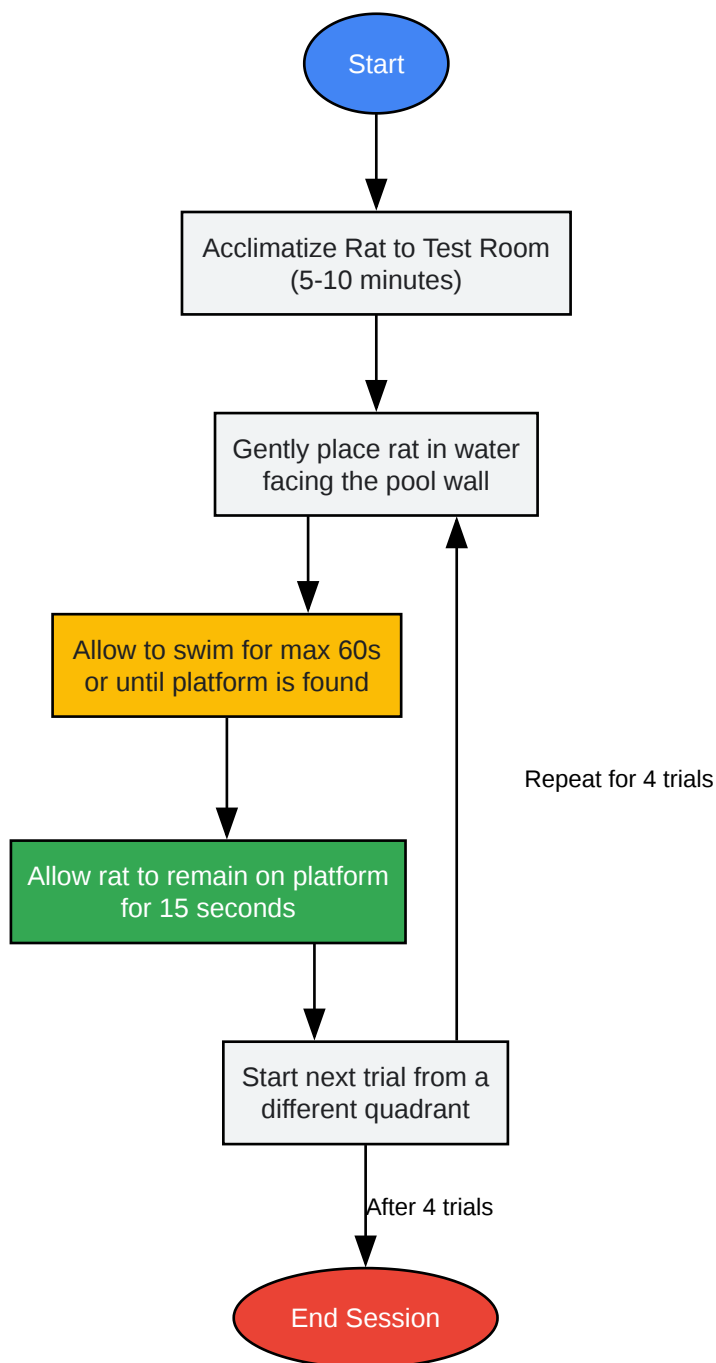 Start
Acclimatize Rat to Test Room
(5-10 minutes)
Gently place rat in water
facing the pool wall
Allow to swim for max 60s
or until platform is found
Repeat for 4 trials
Allow rat to remain on platform
for 15 seconds
Start next trial from a
different quadrant
After 4 trials
End Session